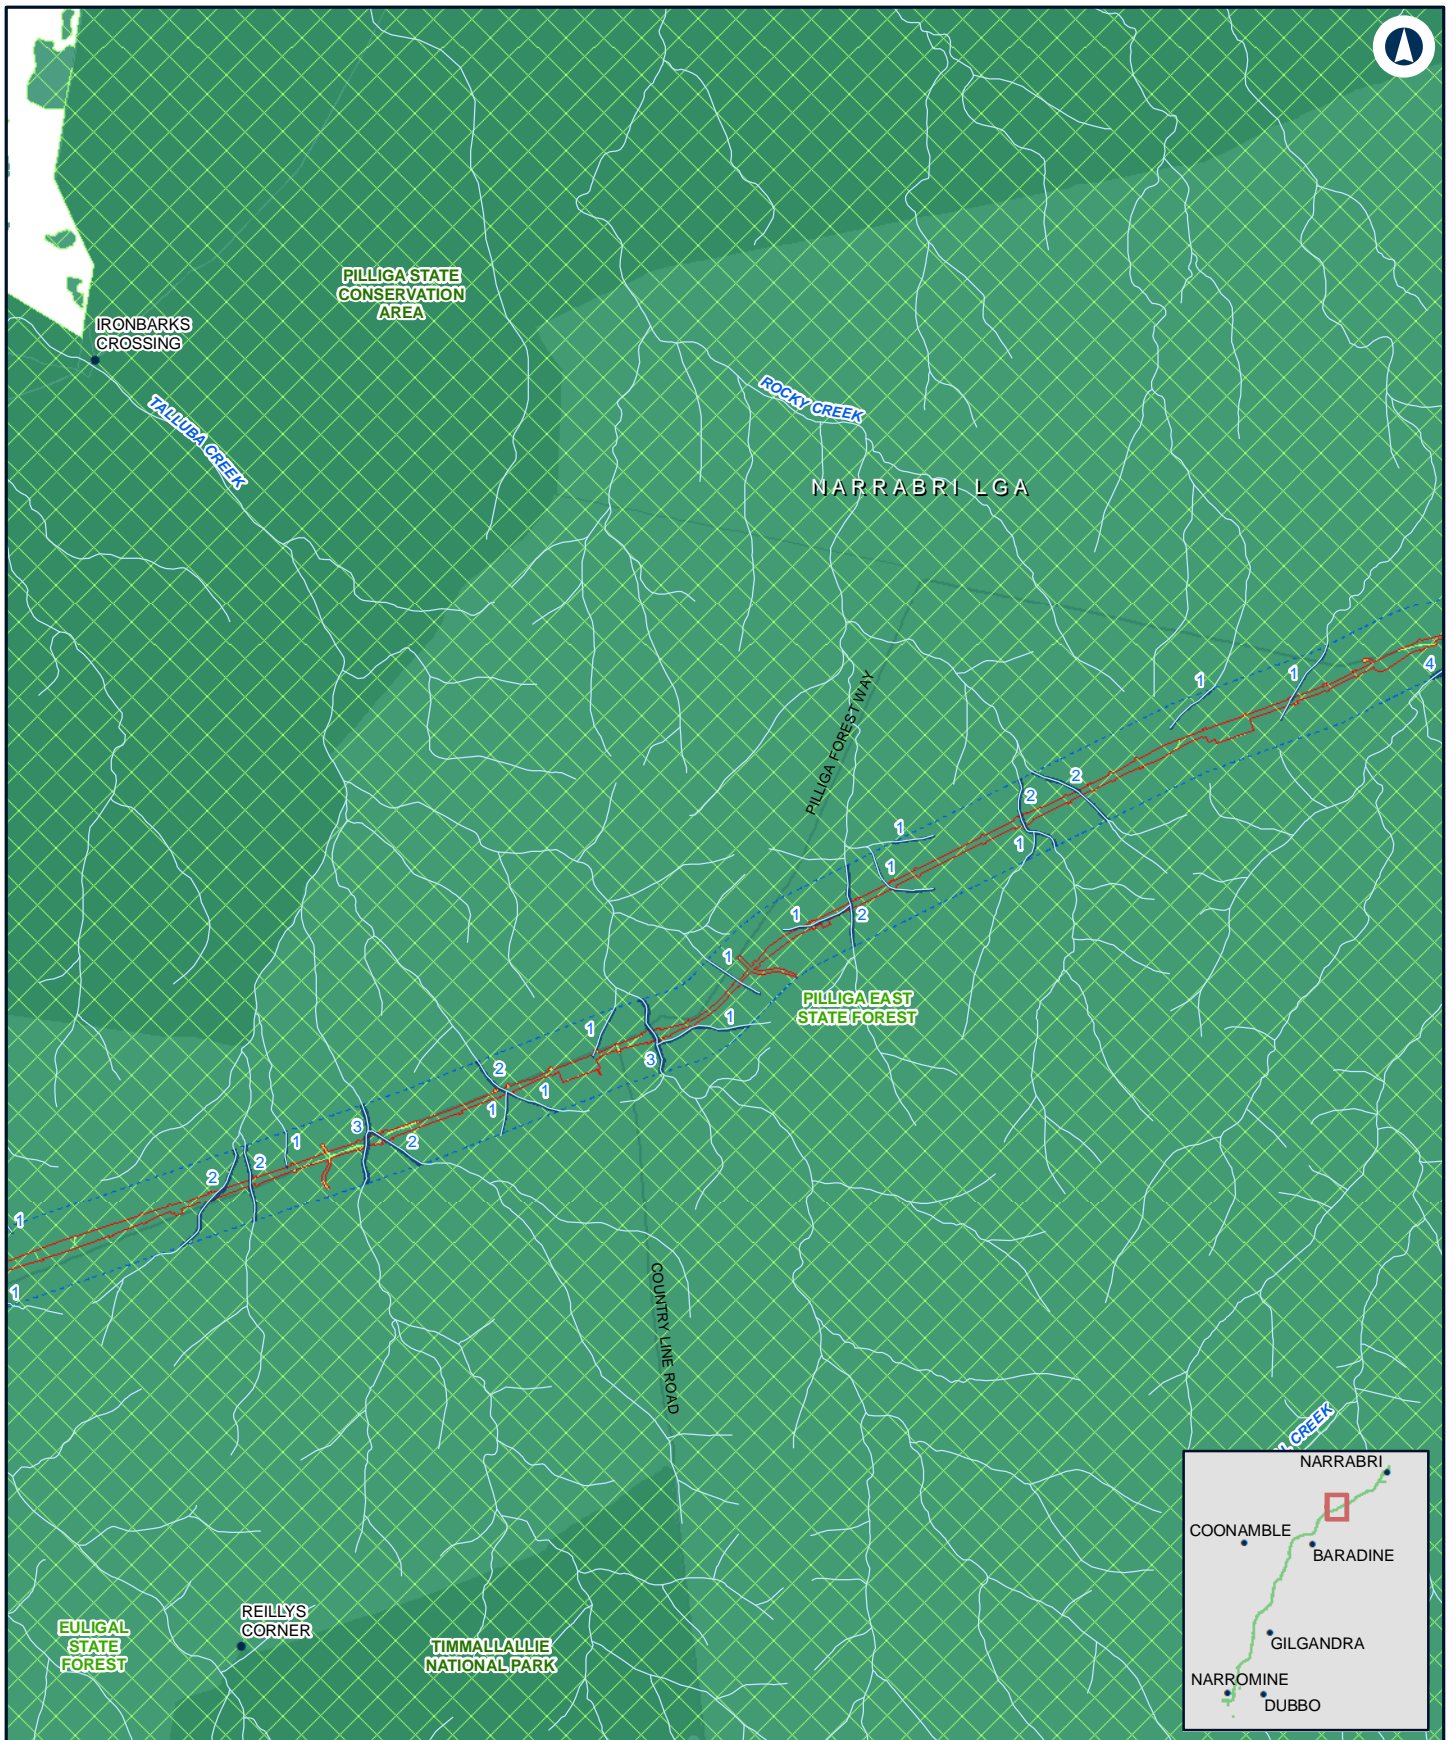 PILLIGA STATE
CONSERVATION
AREA
IRONBARKS
CROSSING
TALLUBA CREEK
ROCKY CREEK
NARRABRI LGA
PILLIGA FOREST WAY
1
1
4
2
2
1
1
1
1
2
1
PILLIGA EAST
STATE FOREST
1
1
3
2
1
1
3
2
1
2
2
1
1
COUNTRY LINE ROAD
CREEK
NARRABRI
COONAMBLE
BARADINE
GILGANDRA
NARROMINE
DUBBO
REILLYS
CORNER
EULIGAL
STATE
FOREST
TIMMALLALLIE
NATIONAL PARK